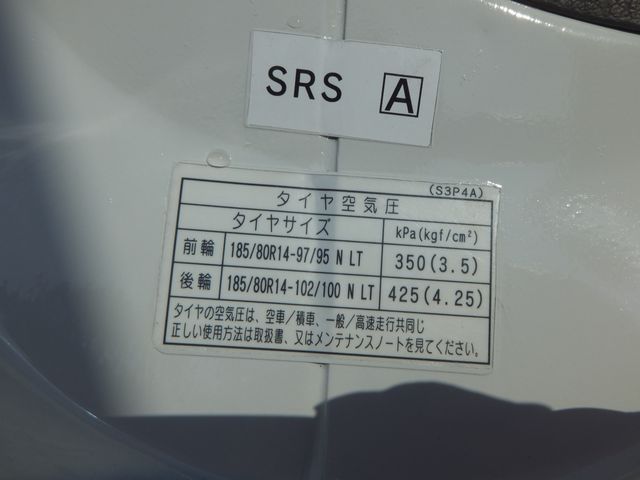 SRS A
(S3P4A)
タイヤ空気圧
タイヤサイズ kPa(kgf/cm²)
前輪 185/80R14-97/95 N LT 350(3.5)
後輪 185/80R14-102/100 N LT 425(4.25)
タイヤの空気圧は、空車/積車、一般/高速走行共同じ
正しい使用方法は取扱書、又はメンテナンスノートを見てください。